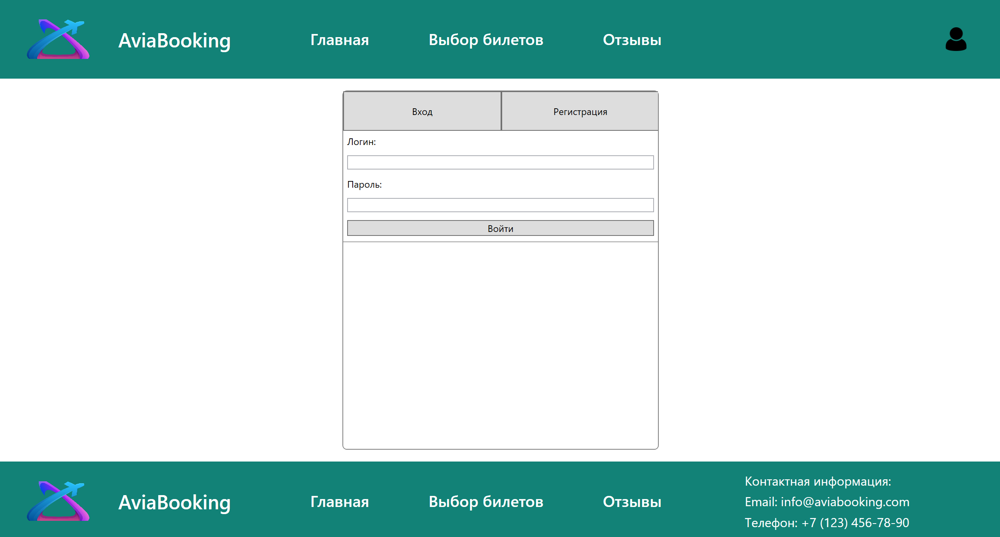 AviaBooking
Главная
Выбор билетов
Отзывы
Вход
Регистрация
Логин:
Пароль:
Войти
AviaBooking
Главная
Выбор билетов
Отзывы
Контактная информация:
Email: info@aviabooking.com
Телефон: +7 (123) 456-78-90